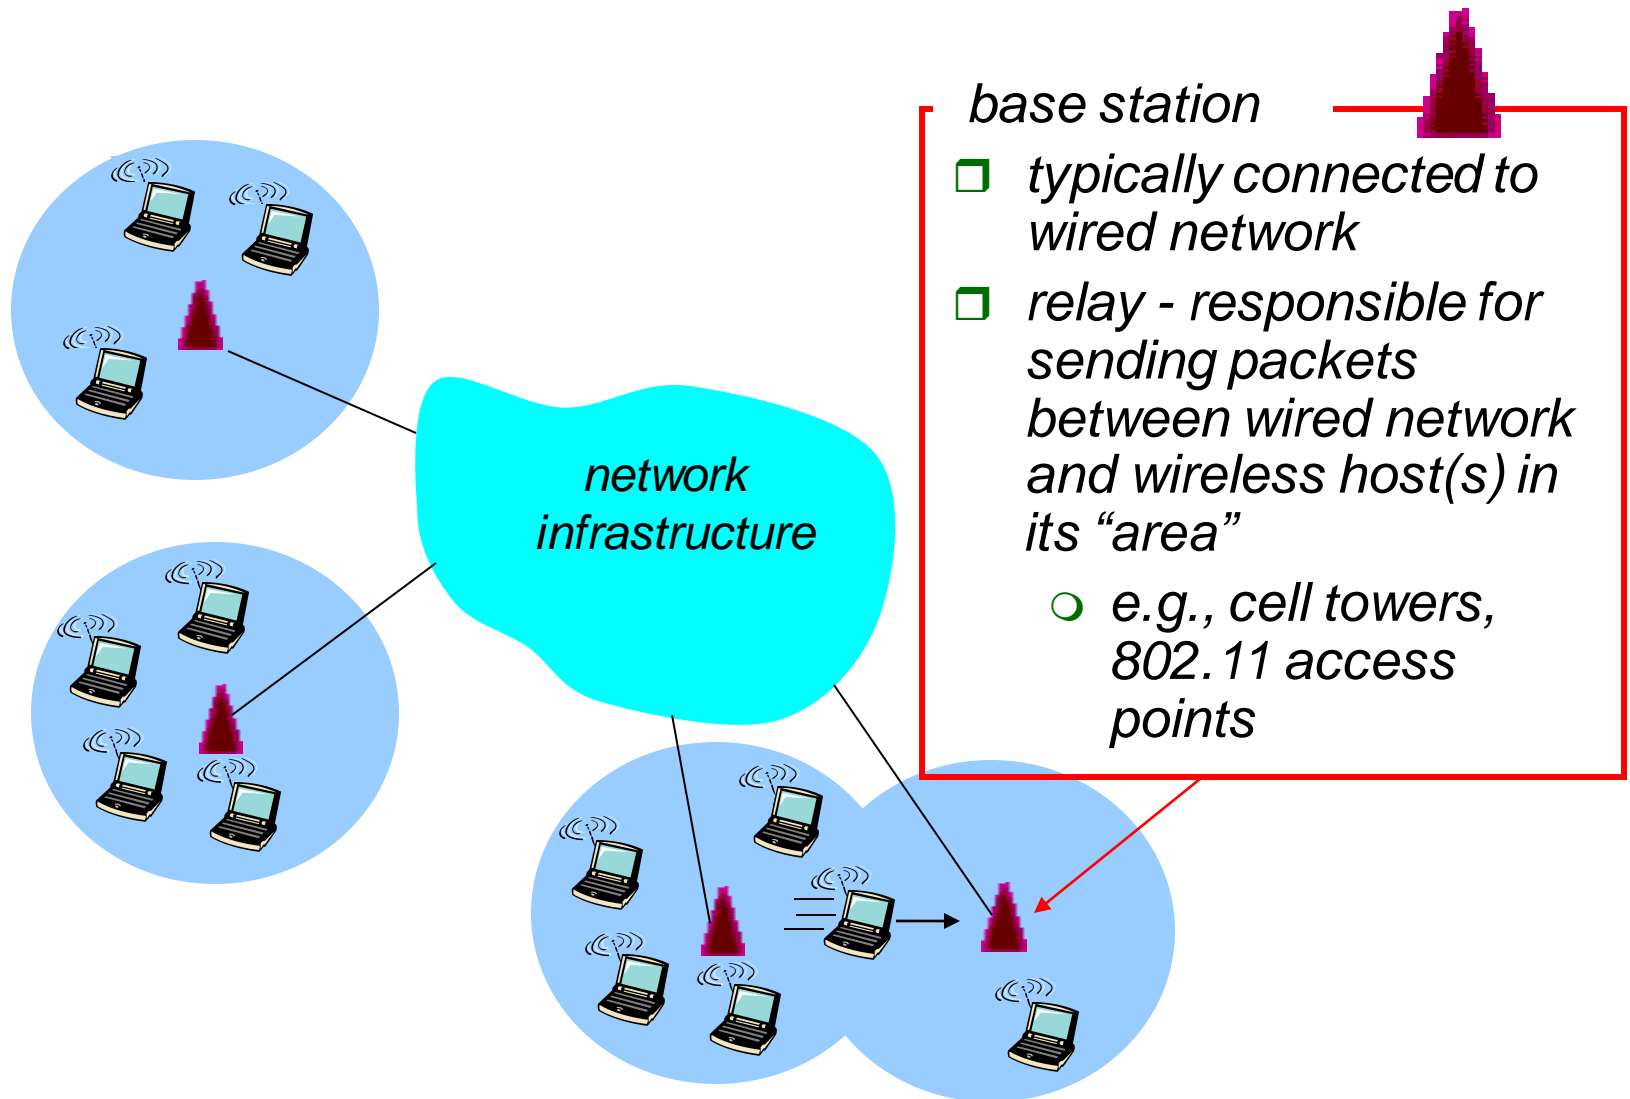 base station
❒ typically connected to
wired network
❒ relay - responsible for
sending packets
between wired network
and wireless host(s) in
its “area”
❍ e.g., cell towers,
802.11 access
points
network
infrastructure